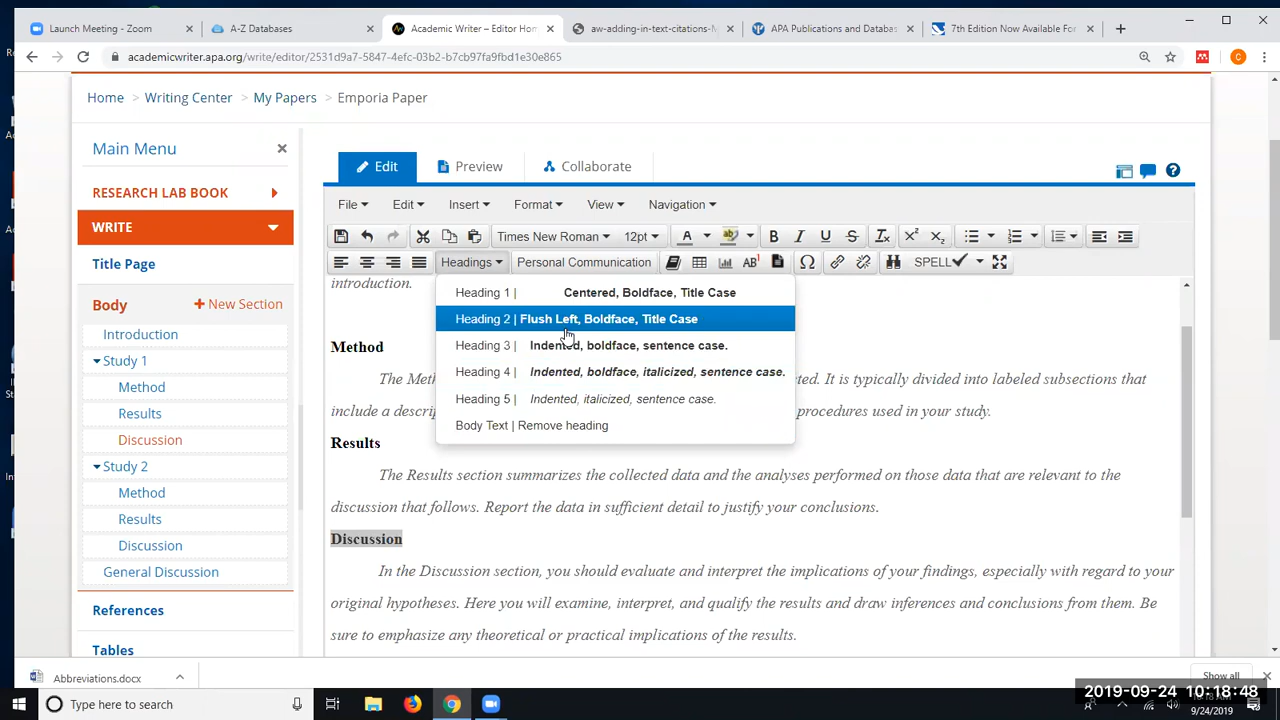 Launch Meeting - Zoom
A-Z Databases
Academic Writer – Editor Hom
aw-adding-in-text-citations-M
APA Publications and Databas
7th Edition Now Available For
academicwriter.apa.org/write/editor/2531d9a7-5847-4efc-03b2-b7cb97fa9fbd1e30e865
Home > Writing Center > My Papers > Emporia Paper
Main Menu
RESEARCH LAB BOOK
WRITE
Title Page
Body
+ New Section
Introduction
Study 1
Method
Results
Discussion
Study 2
Method
Results
Discussion
General Discussion
References
Tables
Edit
Preview
Collaborate
File Edit Insert Format View Navigation
Times New Roman 12pt
Headings Personal Communication SPELL
introduction.
Heading 1 | Centered, Boldface, Title Case
Heading 2 | Flush Left, Boldface, Title Case
Heading 3 | Indented, boldface, sentence case.
Heading 4 | Indented, boldface, italicized, sentence case.
Heading 5 | Indented, italicized, sentence case.
Body Text | Remove heading
Method
The Meth ted. It is typically divided into labeled subsections that
include a descrip procedures used in your study.
Results
The Results section summarizes the collected data and the analyses performed on those data that are relevant to the
discussion that follows. Report the data in sufficient detail to justify your conclusions.
Discussion
In the Discussion section, you should evaluate and interpret the implications of your findings, especially with regard to your
original hypotheses. Here you will examine, interpret, and qualify the results and draw inferences and conclusions from them. Be
sure to emphasize any theoretical or practical implications of the results.
Abbreviations.docx
Show all
Type here to search
2019-09-24 10:18:48
9/24/2019